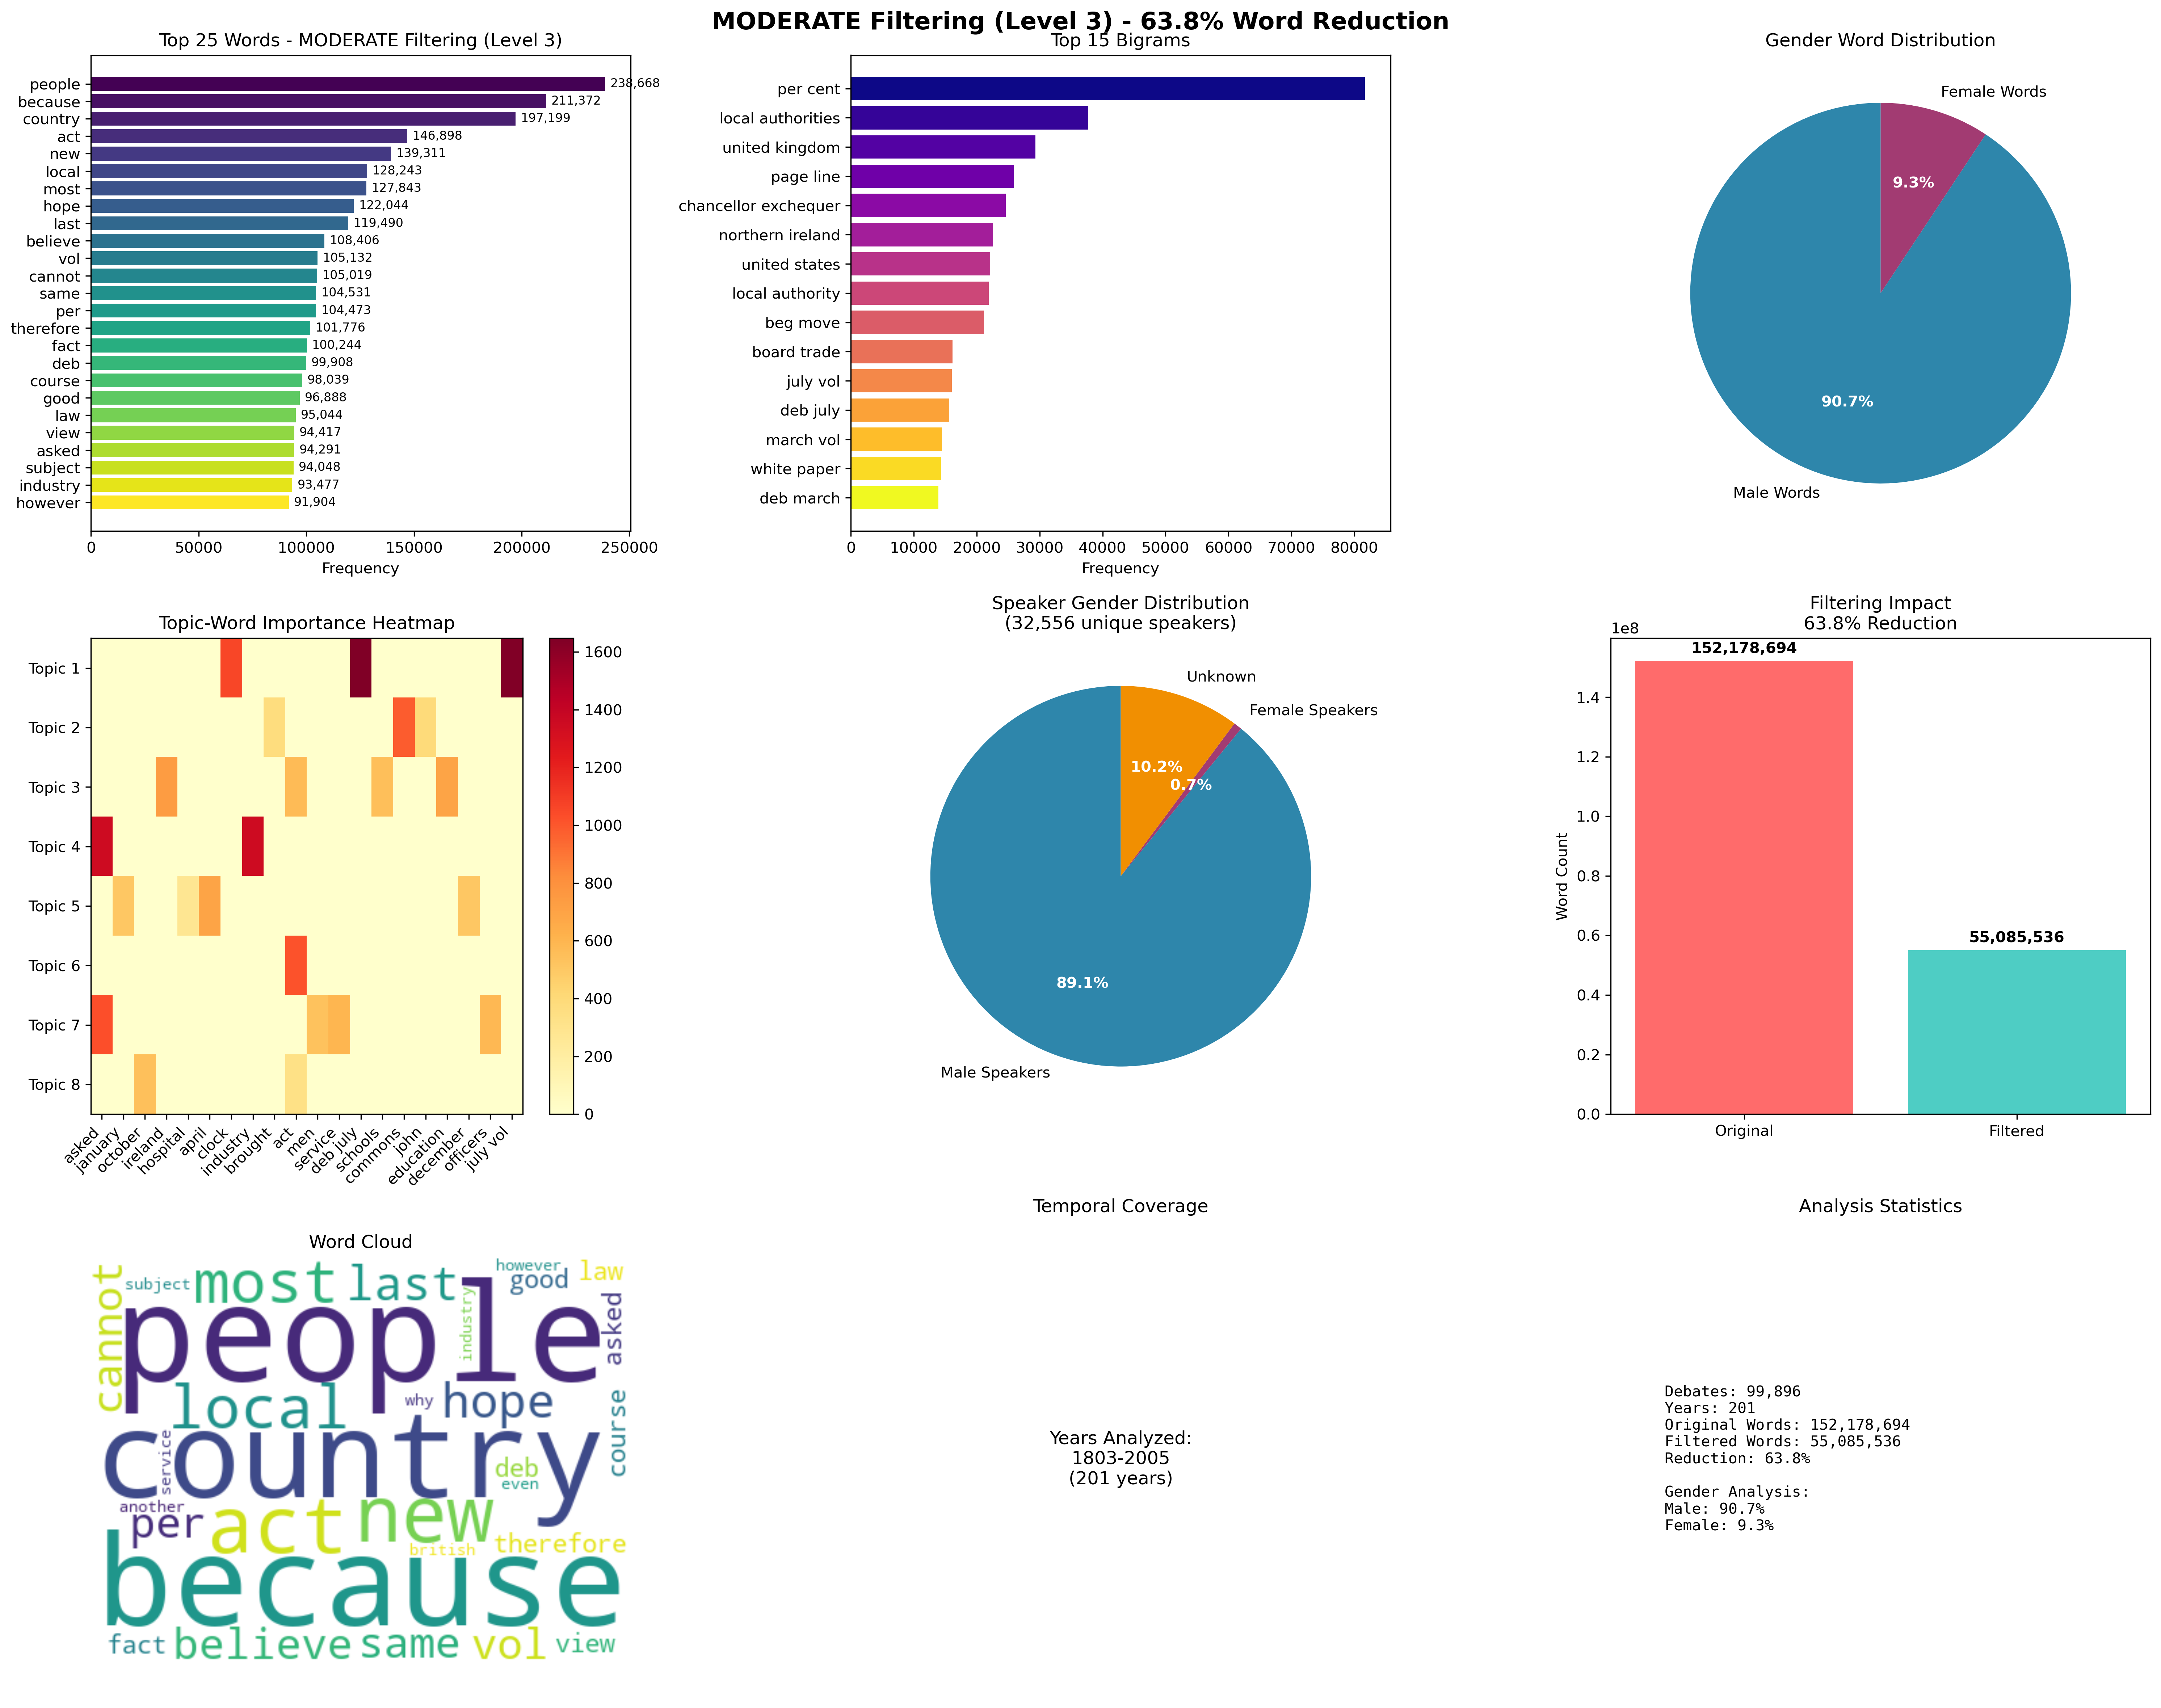 MODERATE Filtering (Level 3) - 63.8% Word Reduction
Top 25 Words - MODERATE Filtering (Level 3)
people 238,668
because 211,372
country 197,199
act 146,898
new 139,311
local 128,243
most 127,843
hope 122,044
last 119,490
believe 108,406
vol 105,132
cannot 105,019
same 104,531
per 104,473
therefore 101,776
fact 100,244
deb 99,908
course 98,039
good 96,888
law 95,044
view 94,417
asked 94,291
subject 94,048
industry 93,477
however 91,904
0 50000 100000 150000 200000 250000
Frequency
Top 15 Bigrams
per cent
local authorities
united kingdom
page line
chancellor exchequer
northern ireland
united states
local authority
beg move
board trade
july vol
deb july
march vol
white paper
deb march
0 10000 20000 30000 40000 50000 60000 70000 80000
Frequency
Gender Word Distribution
Female Words
9.3%
90.7%
Male Words
Topic-Word Importance Heatmap
Topic 1
Topic 2
Topic 3
Topic 4
Topic 5
Topic 6
Topic 7
Topic 8
asked january october ireland hospital april clock industry brought act men service deb july schools commons john education december officers july vol
1600
1400
1200
1000
800
600
400
200
0
Speaker Gender Distribution
(32,556 unique speakers)
Unknown
Female Speakers
10.2%
0.7%
89.1%
Male Speakers
Filtering Impact
63.8% Reduction
1e8
152,178,694
1.4
1.2
1.0
0.8
0.6
0.4
0.2
0.0
Word Count
55,085,536
Original Filtered
Word Cloud
however
subject most last good law
cannot people industry asked
local why hope
country service course
deb
even
another
per act new
british therefore
because
fact believe same vol view
Temporal Coverage
Years Analyzed:
1803-2005
(201 years)
Analysis Statistics
Debates: 99,896
Years: 201
Original Words: 152,178,694
Filtered Words: 55,085,536
Reduction: 63.8%
Gender Analysis:
Male: 90.7%
Female: 9.3%